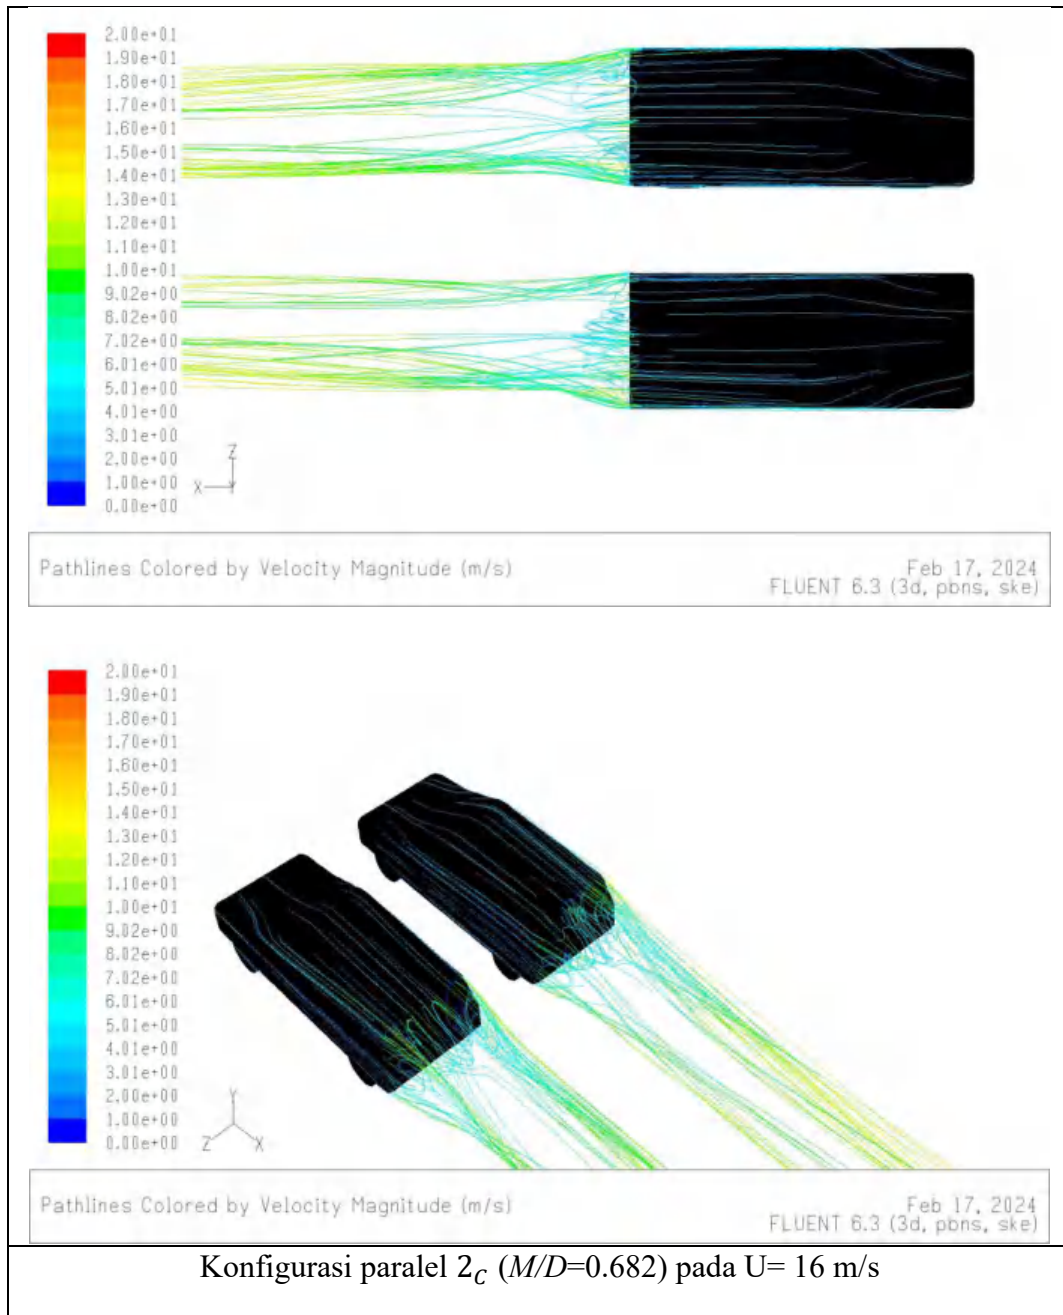 2.00e+01
1.90e+01
1.80e+01
1.70e+01
1.60e+01
1.50e+01
1.40e+01
1.30e+01
1.20e+01
1.10e+01
1.00e+01
9.02e+00
8.02e+00
7.02e+00
6.01e+00
5.01e+00
4.01e+00
3.01e+00
2.00e+00
1.00e+00
0.00e+00
Z
X
Y
Pathlines Colored by Velocity Magnitude (m/s)
Feb 17, 2024
FLUENT 6.3 (3d, pbns, ske)
2.00e+01
1.90e+01
1.80e+01
1.70e+01
1.60e+01
1.50e+01
1.40e+01
1.30e+01
1.20e+01
1.10e+01
1.00e+01
9.02e+00
8.02e+00
7.02e+00
6.01e+00
5.01e+00
4.01e+00
3.01e+00
2.00e+00
1.00e+00
0.00e+00
Y
Z
X
Pathlines Colored by Velocity Magnitude (m/s)
Feb 17, 2024
FLUENT 6.3 (3d, pbns, ske)
Konfigurasi paralel 2_C (M/D=0.682) pada U= 16 m/s